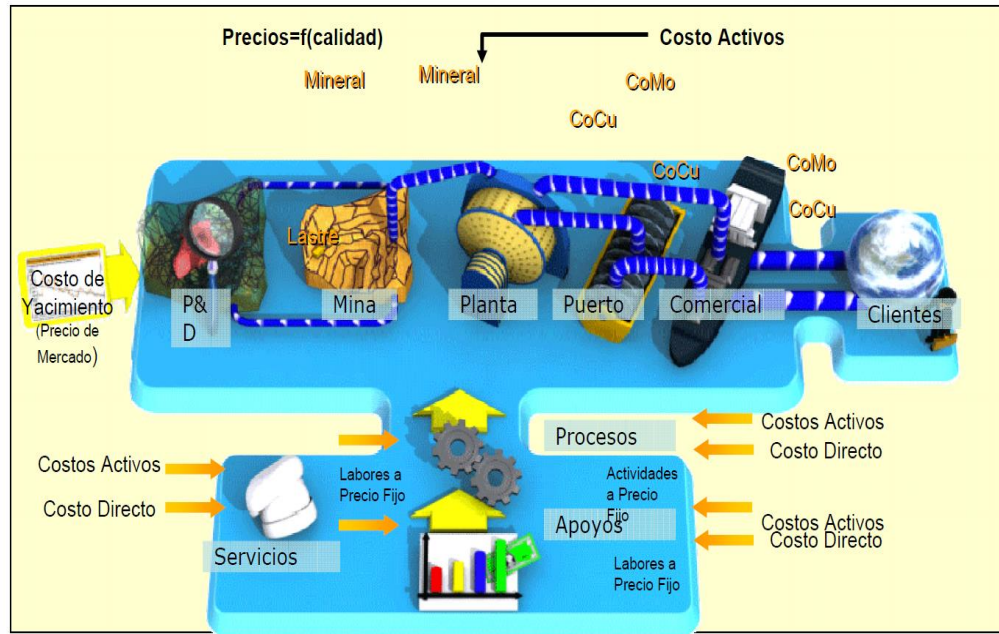 Precios=f(calidad)
Costo Activos
Mineral
Mineral
CoMo
CoCu
CoCu
CoMo
CoCu
Lastre
Costo de
Yacimiento
(Precio de
Mercado)
P&
D
Mina
Planta
Puerto
Comercial
Clientes
Procesos
Costos Activos
Costo Directo
Costos Activos
Costo Directo
Labores a
Precio Fijo
Actividades
a Precio
Fijo
Servicios
Apoyos
Costos Activos
Costo Directo
Labores a
Precio Fijo